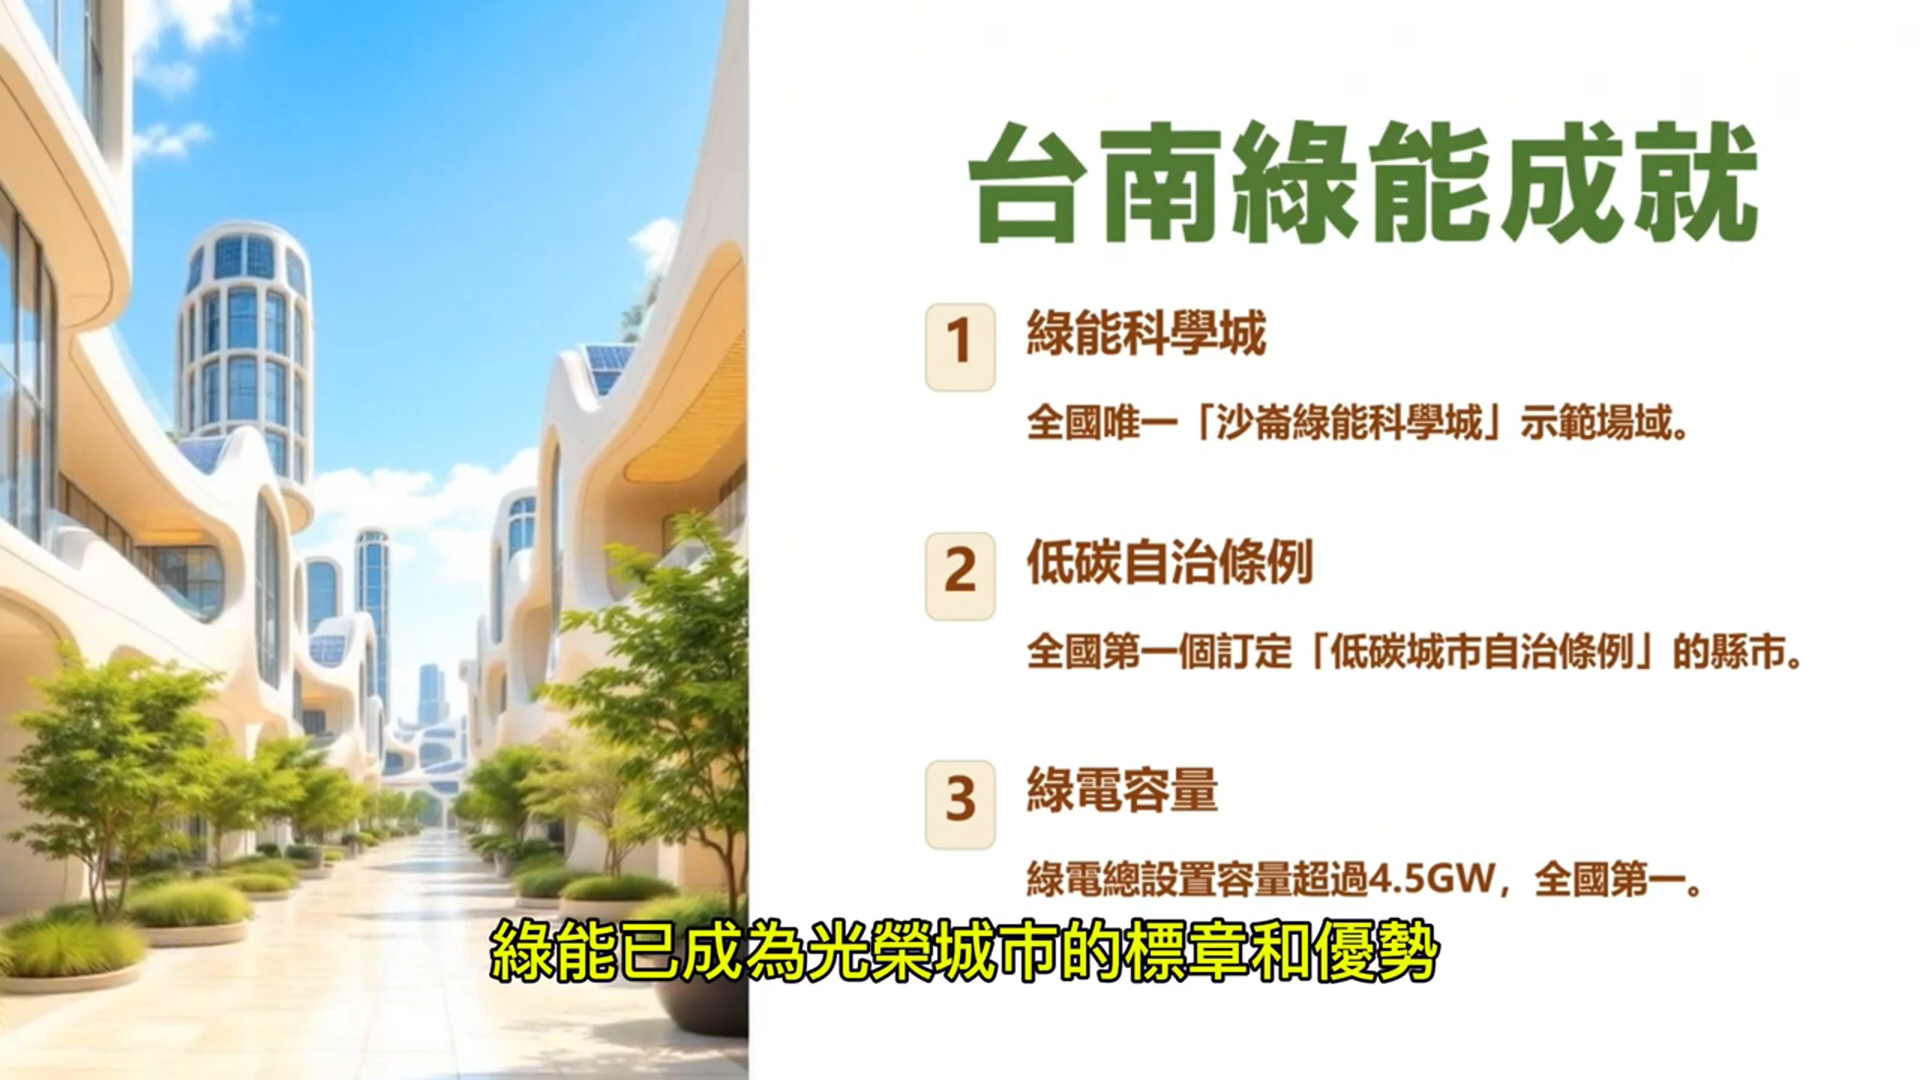 台南綠能成就
1
綠能科學城
全國唯一「沙崙綠能科學城」示範場域。
2
低碳自治條例
全國第一個訂定「低碳城市自治條例」的縣市。
3
綠電容量
綠電總設置容量超過4.5GW，全國第一。
綠能已成為光榮城市的標章和優勢